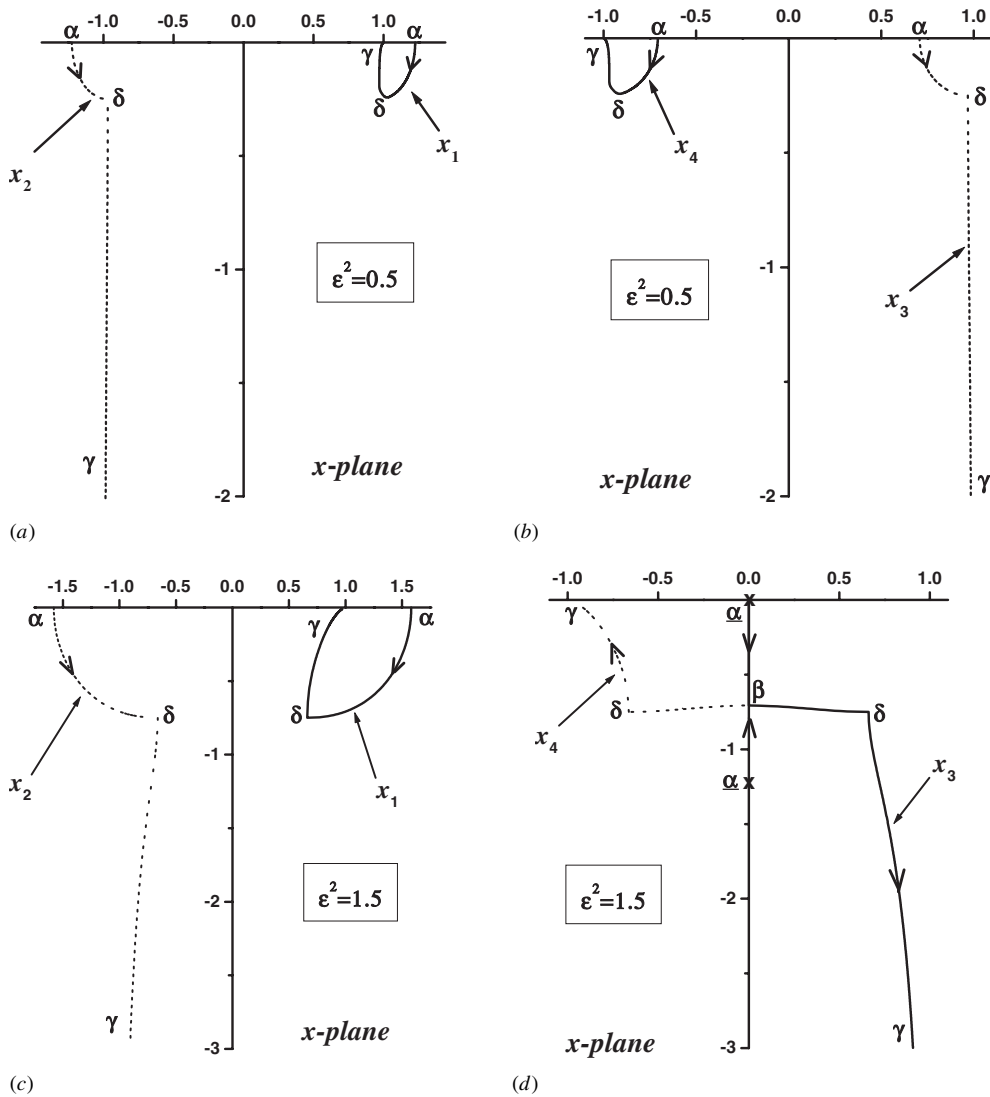 α -1.0 -0.5 0.0 0.5 1.0 α
γ
δ
δ
x₂
x₁
-1
ε²=0.5
γ
x-plane
-2
(a)
-1.0 α -0.5 0.0 0.5 α 1.0
γ
δ
δ
x₄
-1
ε²=0.5
x₃
x-plane
γ
-2
(b)
-1.5 -1.0 -0.5 0.0 0.5 1.0 1.5
α γ α
δ δ
-1
x₂
x₁
ε²=1.5
-2
γ
x-plane
-3
(c)
-1.0 -0.5 0.0 0.5 1.0
γ α x
β
δ δ
x₄
-1
α x
x₃
ε²=1.5
-2
x-plane
γ
-3
(d)